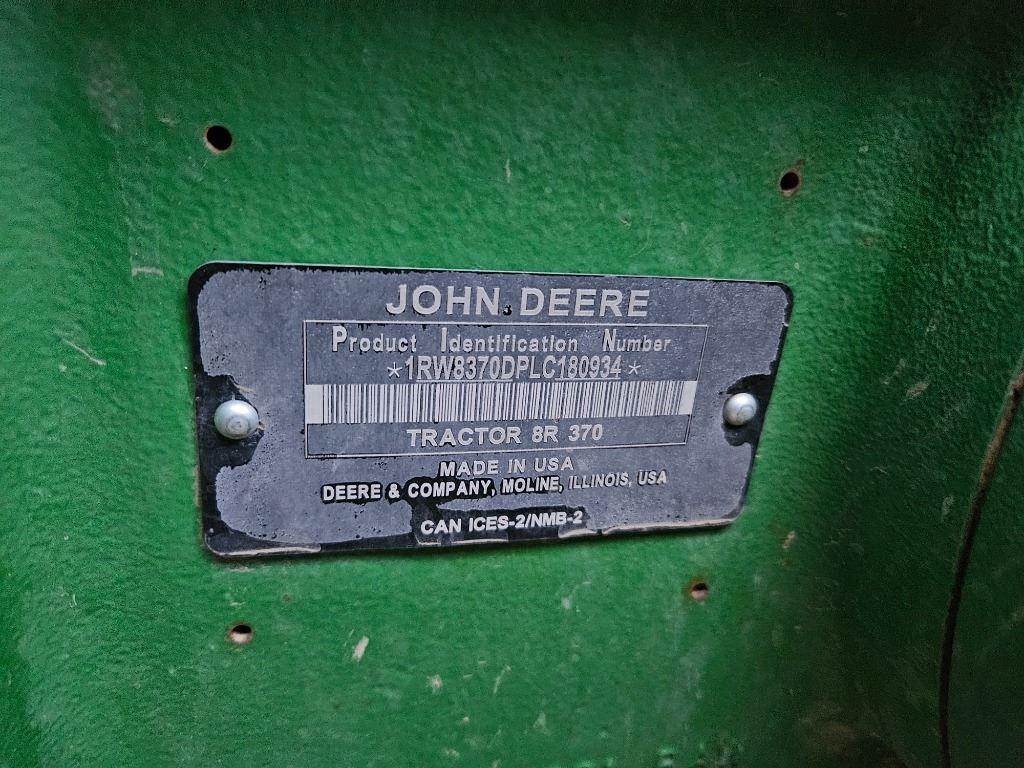 JOHN DEERE
Product Identification Number
*1RW8370DPLC180934*
TRACTOR 8R 370
MADE IN USA
DEERE & COMPANY, MOLINE, ILLINOIS, USA
CAN ICES-2/NMB-2